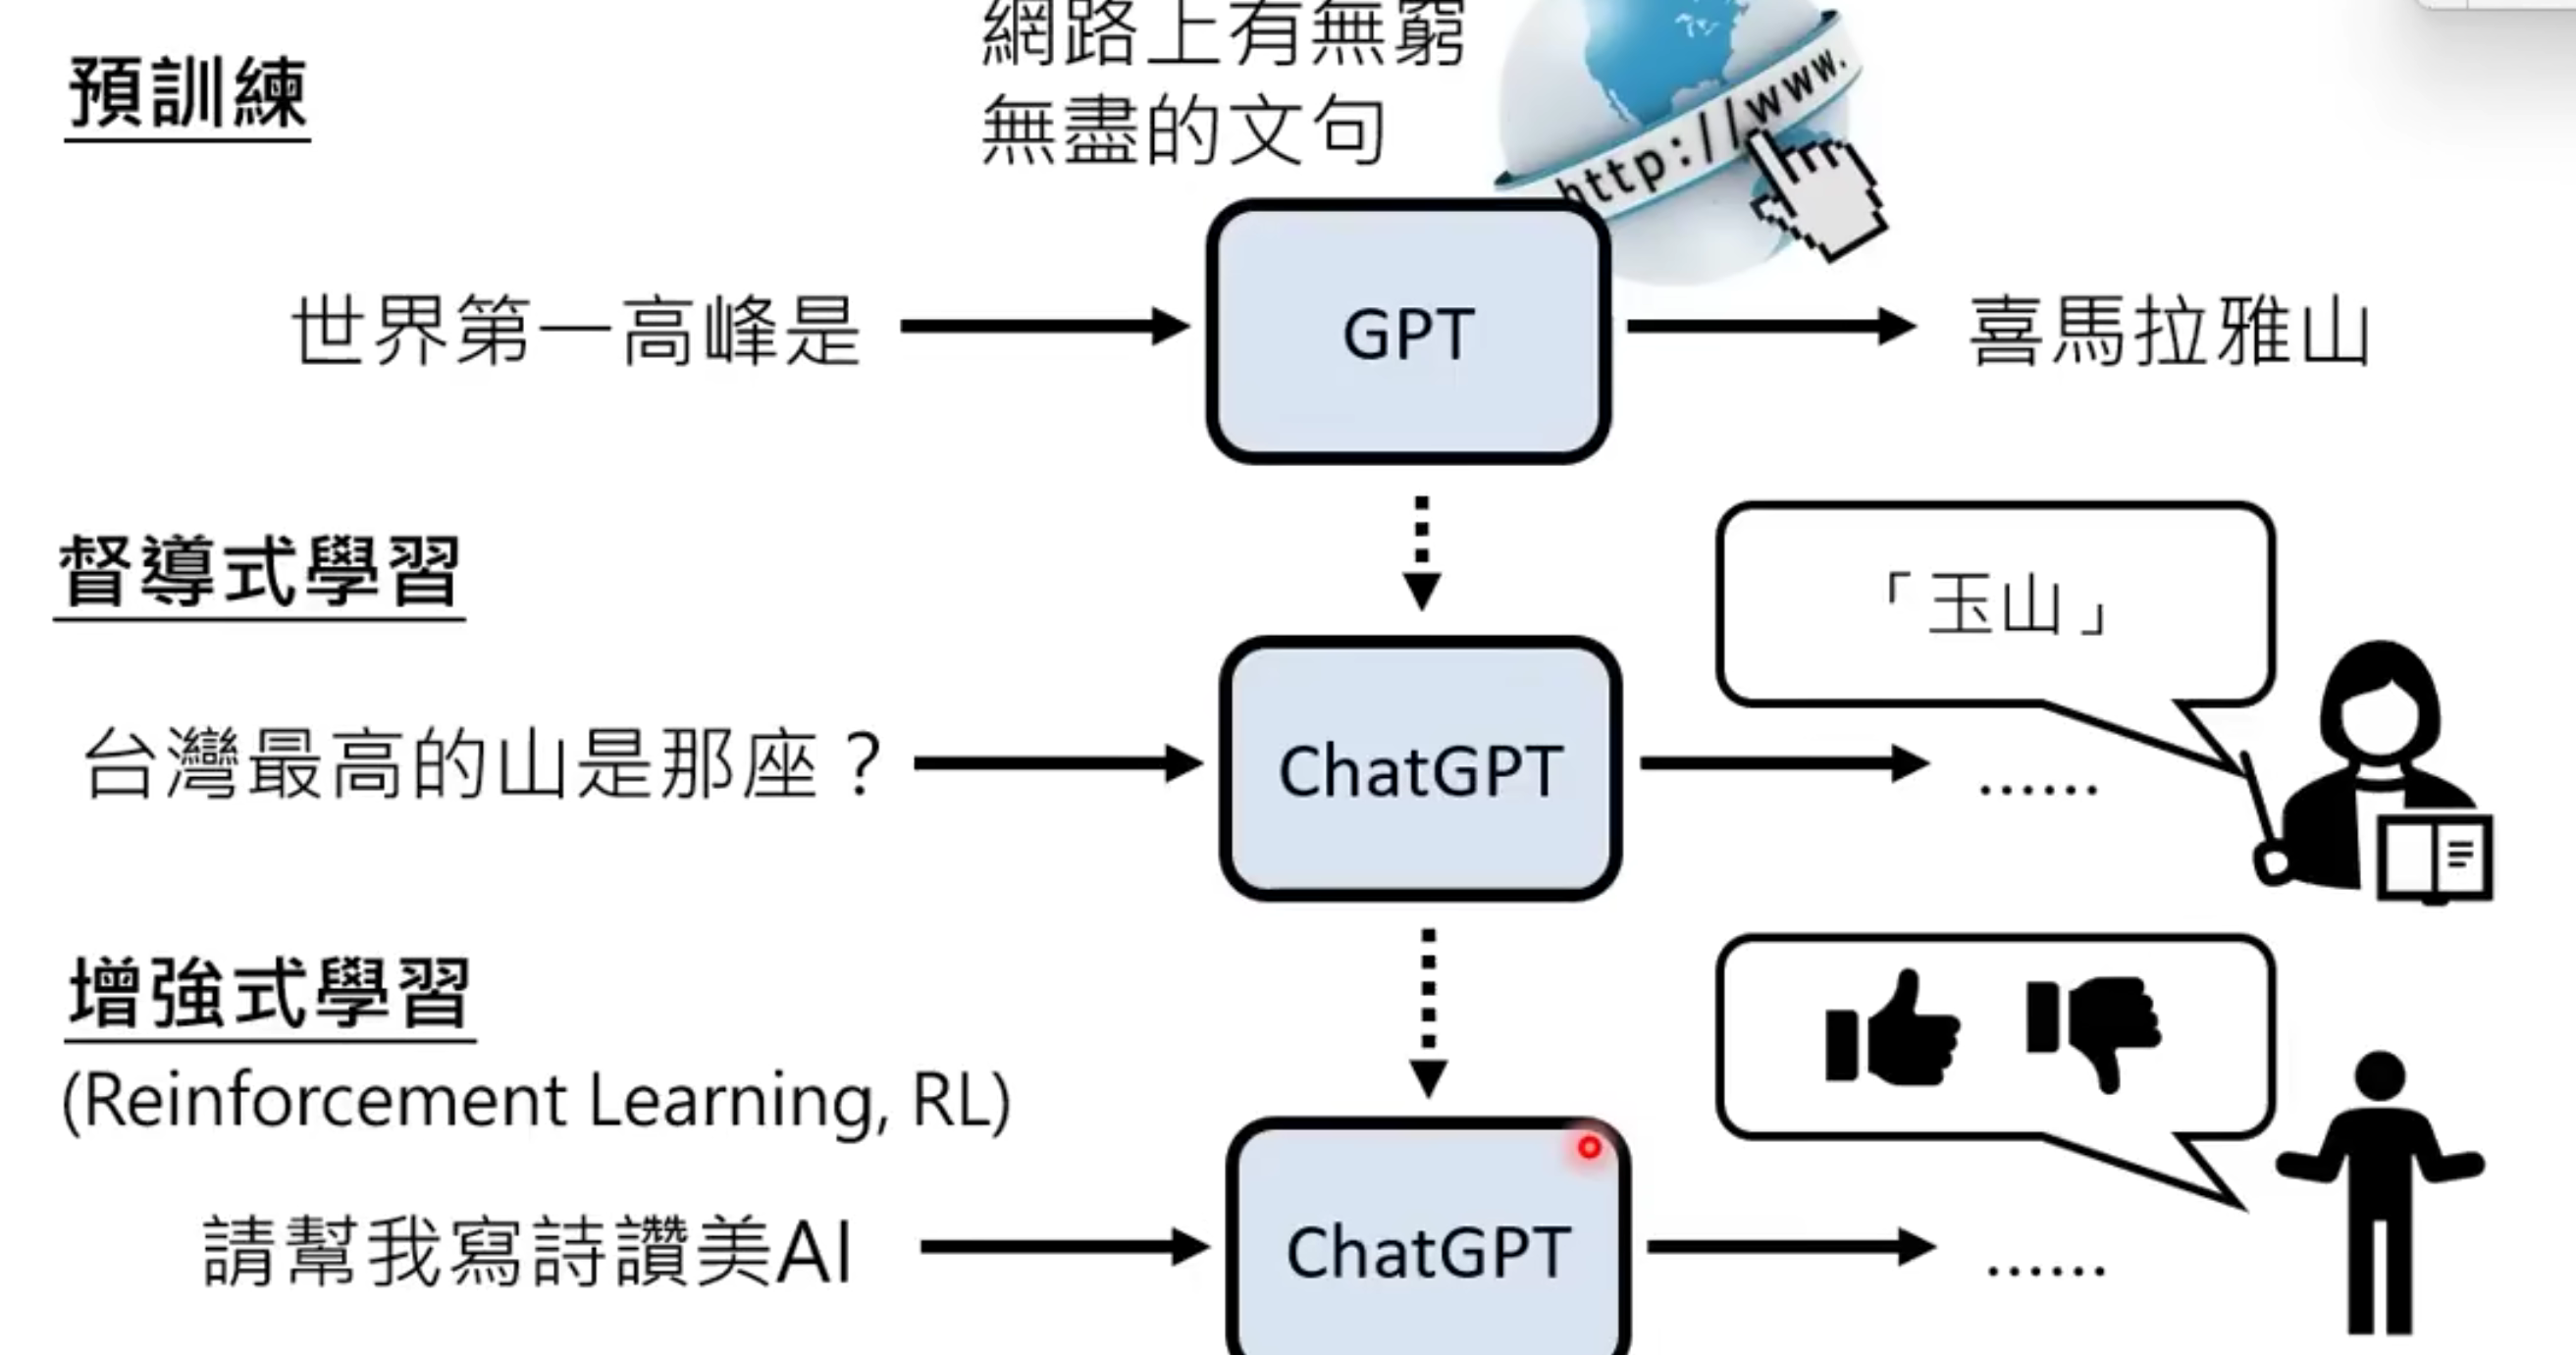 網路上有無窮
無盡的文句
http://www.
預訓練
世界第一高峰是
GPT
喜馬拉雅山
督導式學習
「玉山」
台灣最高的山是那座？
ChatGPT
......
增強式學習
(Reinforcement Learning, RL)
請幫我寫詩讚美AI
ChatGPT
......